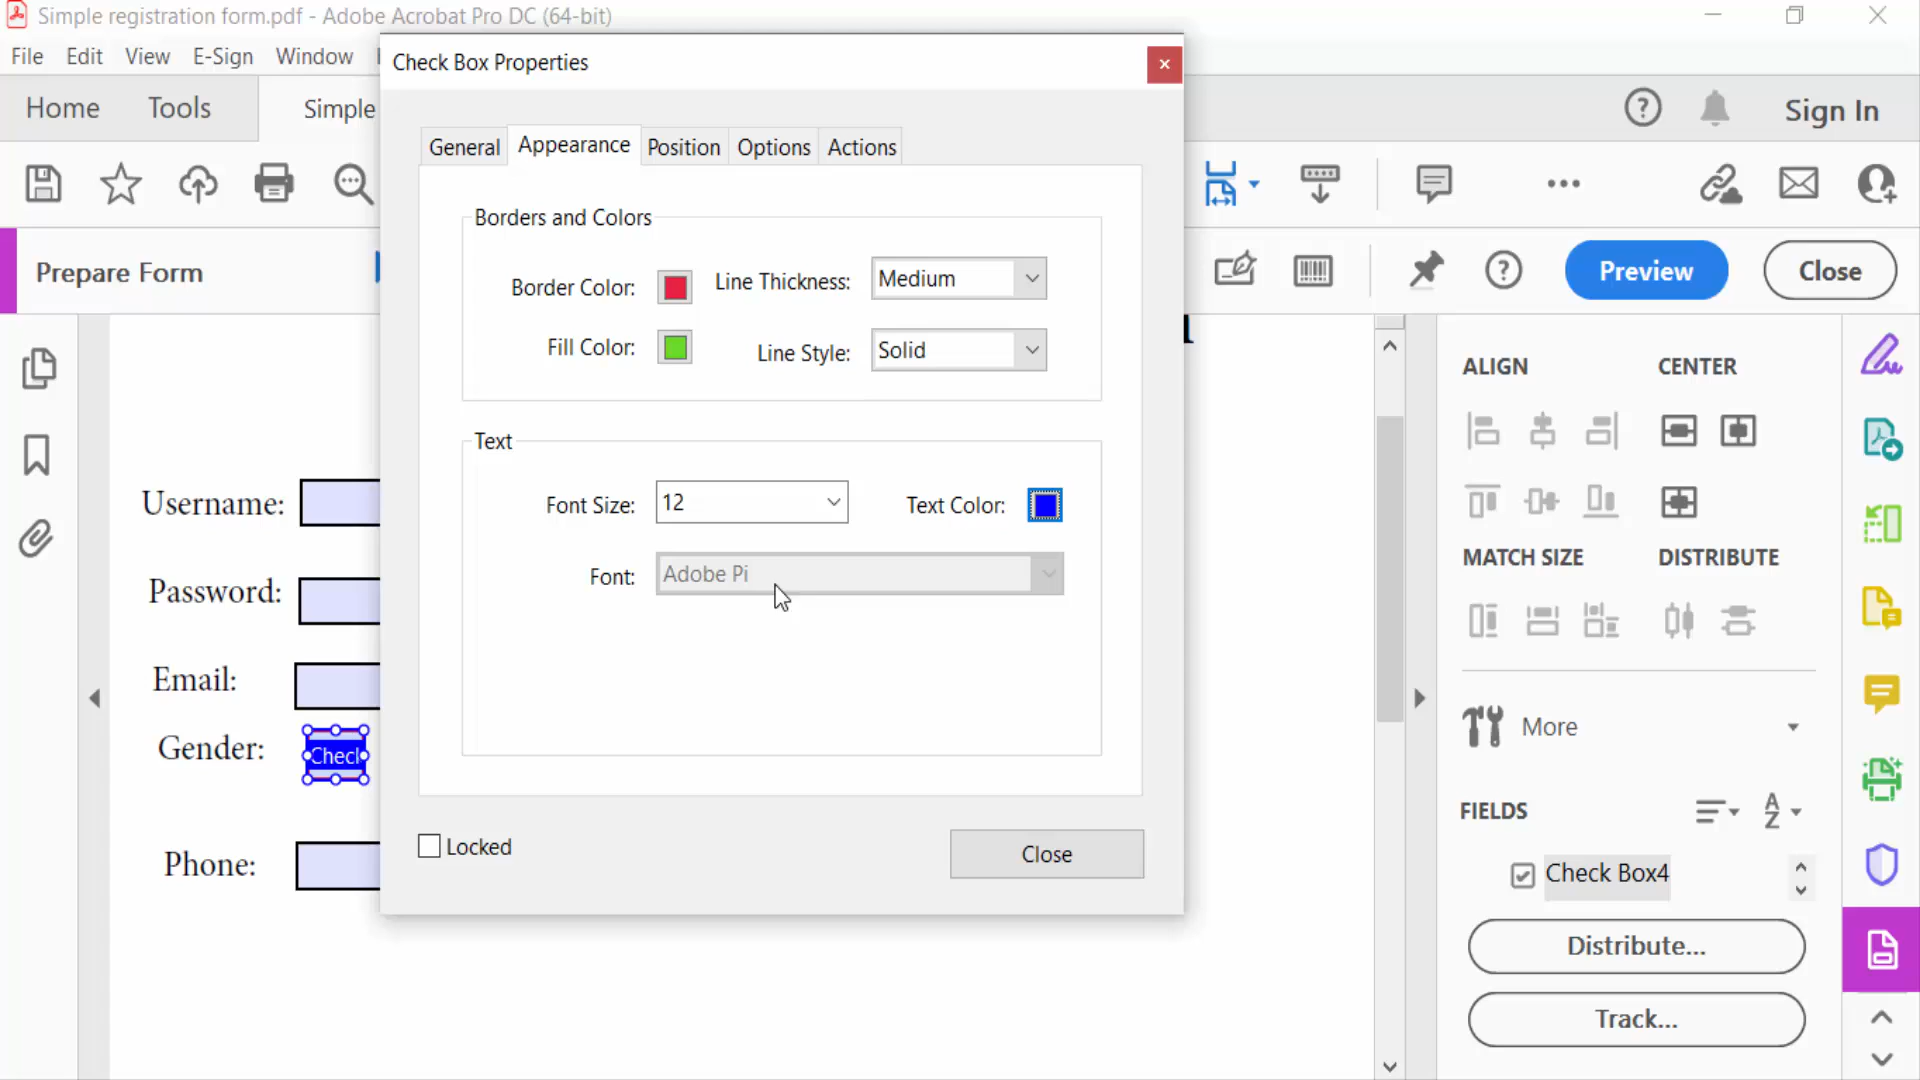 Simple registration form.pdf - Adobe Acrobat Pro DC (64-bit)
File Edit View E-Sign Window
Check Box Properties
Home Tools Simple
Sign In
General Appearance Position Options Actions
Borders and Colors
Border Color: Line Thickness: Medium
Fill Color: Line Style: Solid
Prepare Form
Preview Close
Text
Font Size: 12 Text Color:
Font: Adobe Pi
Locked
Close
Username:
Password:
Email:
Gender: Check
Phone:
ALIGN CENTER
MATCH SIZE DISTRIBUTE
More
FIELDS
A
Z
Check Box4
Distribute...
Track...